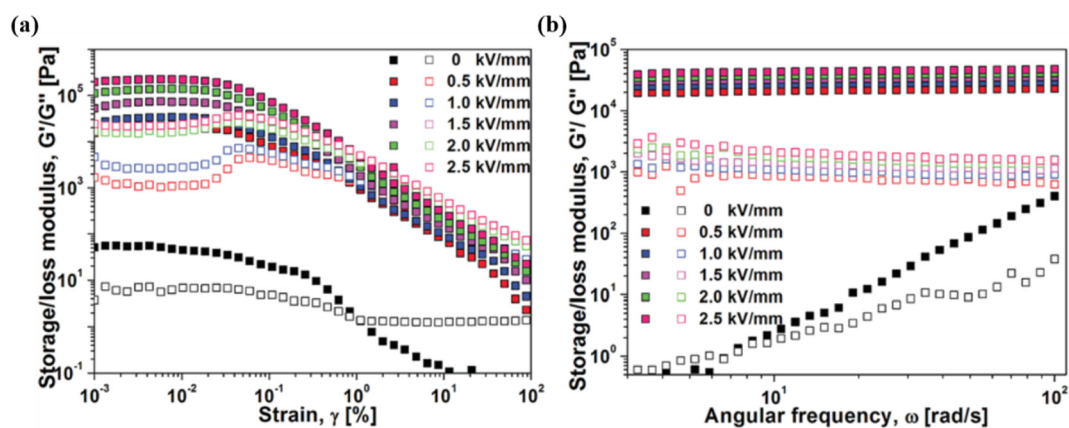 (a)
(b)
Storage/loss modulus, G'/G'' [Pa]
10^5
10^3
10^1
10^-1
0 kV/mm
0.5 kV/mm
1.0 kV/mm
1.5 kV/mm
2.0 kV/mm
2.5 kV/mm
10^-3 10^-2 10^-1 10^0 10^1 10^2
Strain, γ [%]
Storage/loss modulus, G'/ G'' [Pa]
10^5
10^4
10^3
10^2
10^1
10^0
0 kV/mm
0.5 kV/mm
1.0 kV/mm
1.5 kV/mm
2.0 kV/mm
2.5 kV/mm
10^1 10^2
Angular frequency, ω [rad/s]